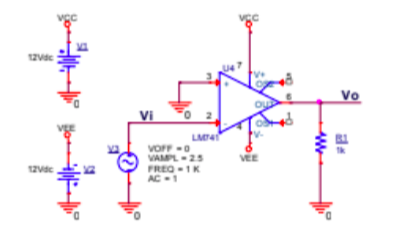 VCC
VCC
V1
12Vdc
0
U4
7
3
+
V+
OS2
5
0
OUT
6
Vo
Vi
2
-
OS1
1
LM741
4
V-
VEE
VEE
V2
12Vdc
0
V3
VOFF = 0
VAMPL = 2.5
FREQ = 1 K
AC = 1
0
R1
1k
0